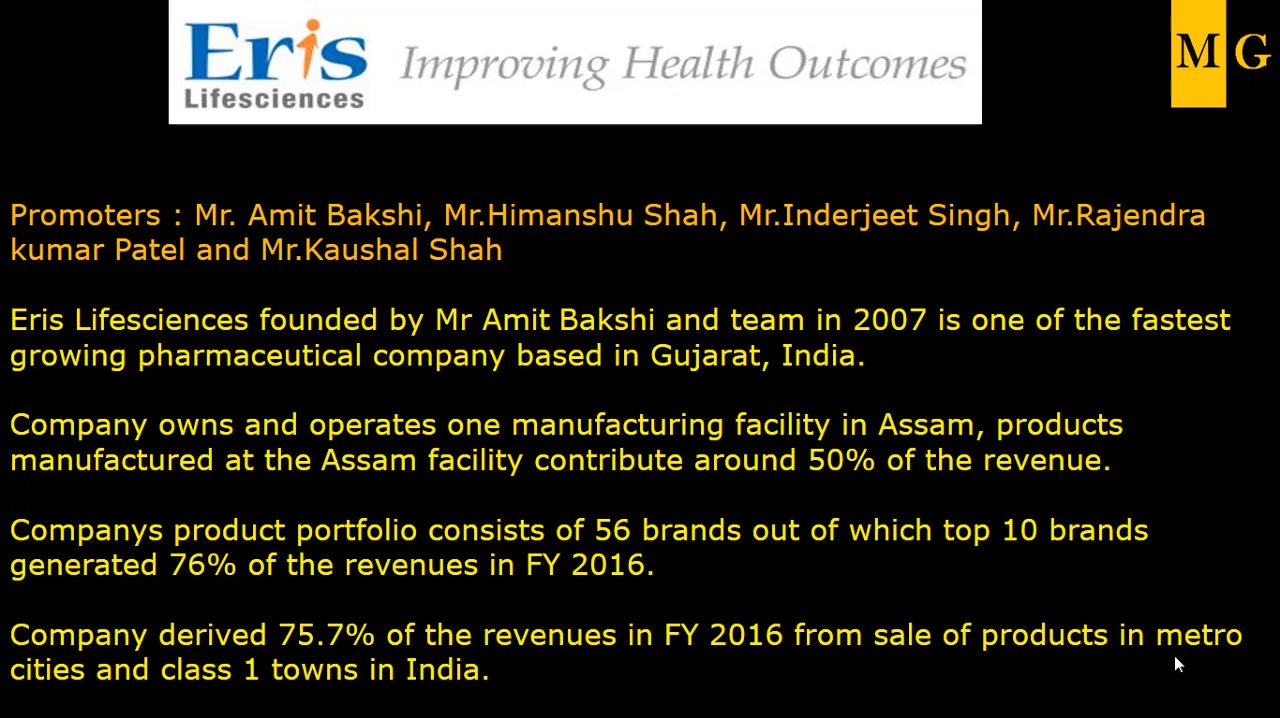 Eris
Lifesciences
Improving Health Outcomes
M G
Promoters : Mr. Amit Bakshi, Mr.Himanshu Shah, Mr.Inderjeet Singh, Mr.Rajendra
kumar Patel and Mr.Kaushal Shah
Eris Lifesciences founded by Mr Amit Bakshi and team in 2007 is one of the fastest
growing pharmaceutical company based in Gujarat, India.
Company owns and operates one manufacturing facility in Assam, products
manufactured at the Assam facility contribute around 50% of the revenue.
Companys product portfolio consists of 56 brands out of which top 10 brands
generated 76% of the revenues in FY 2016.
Company derived 75.7% of the revenues in FY 2016 from sale of products in metro
cities and class 1 towns in India.